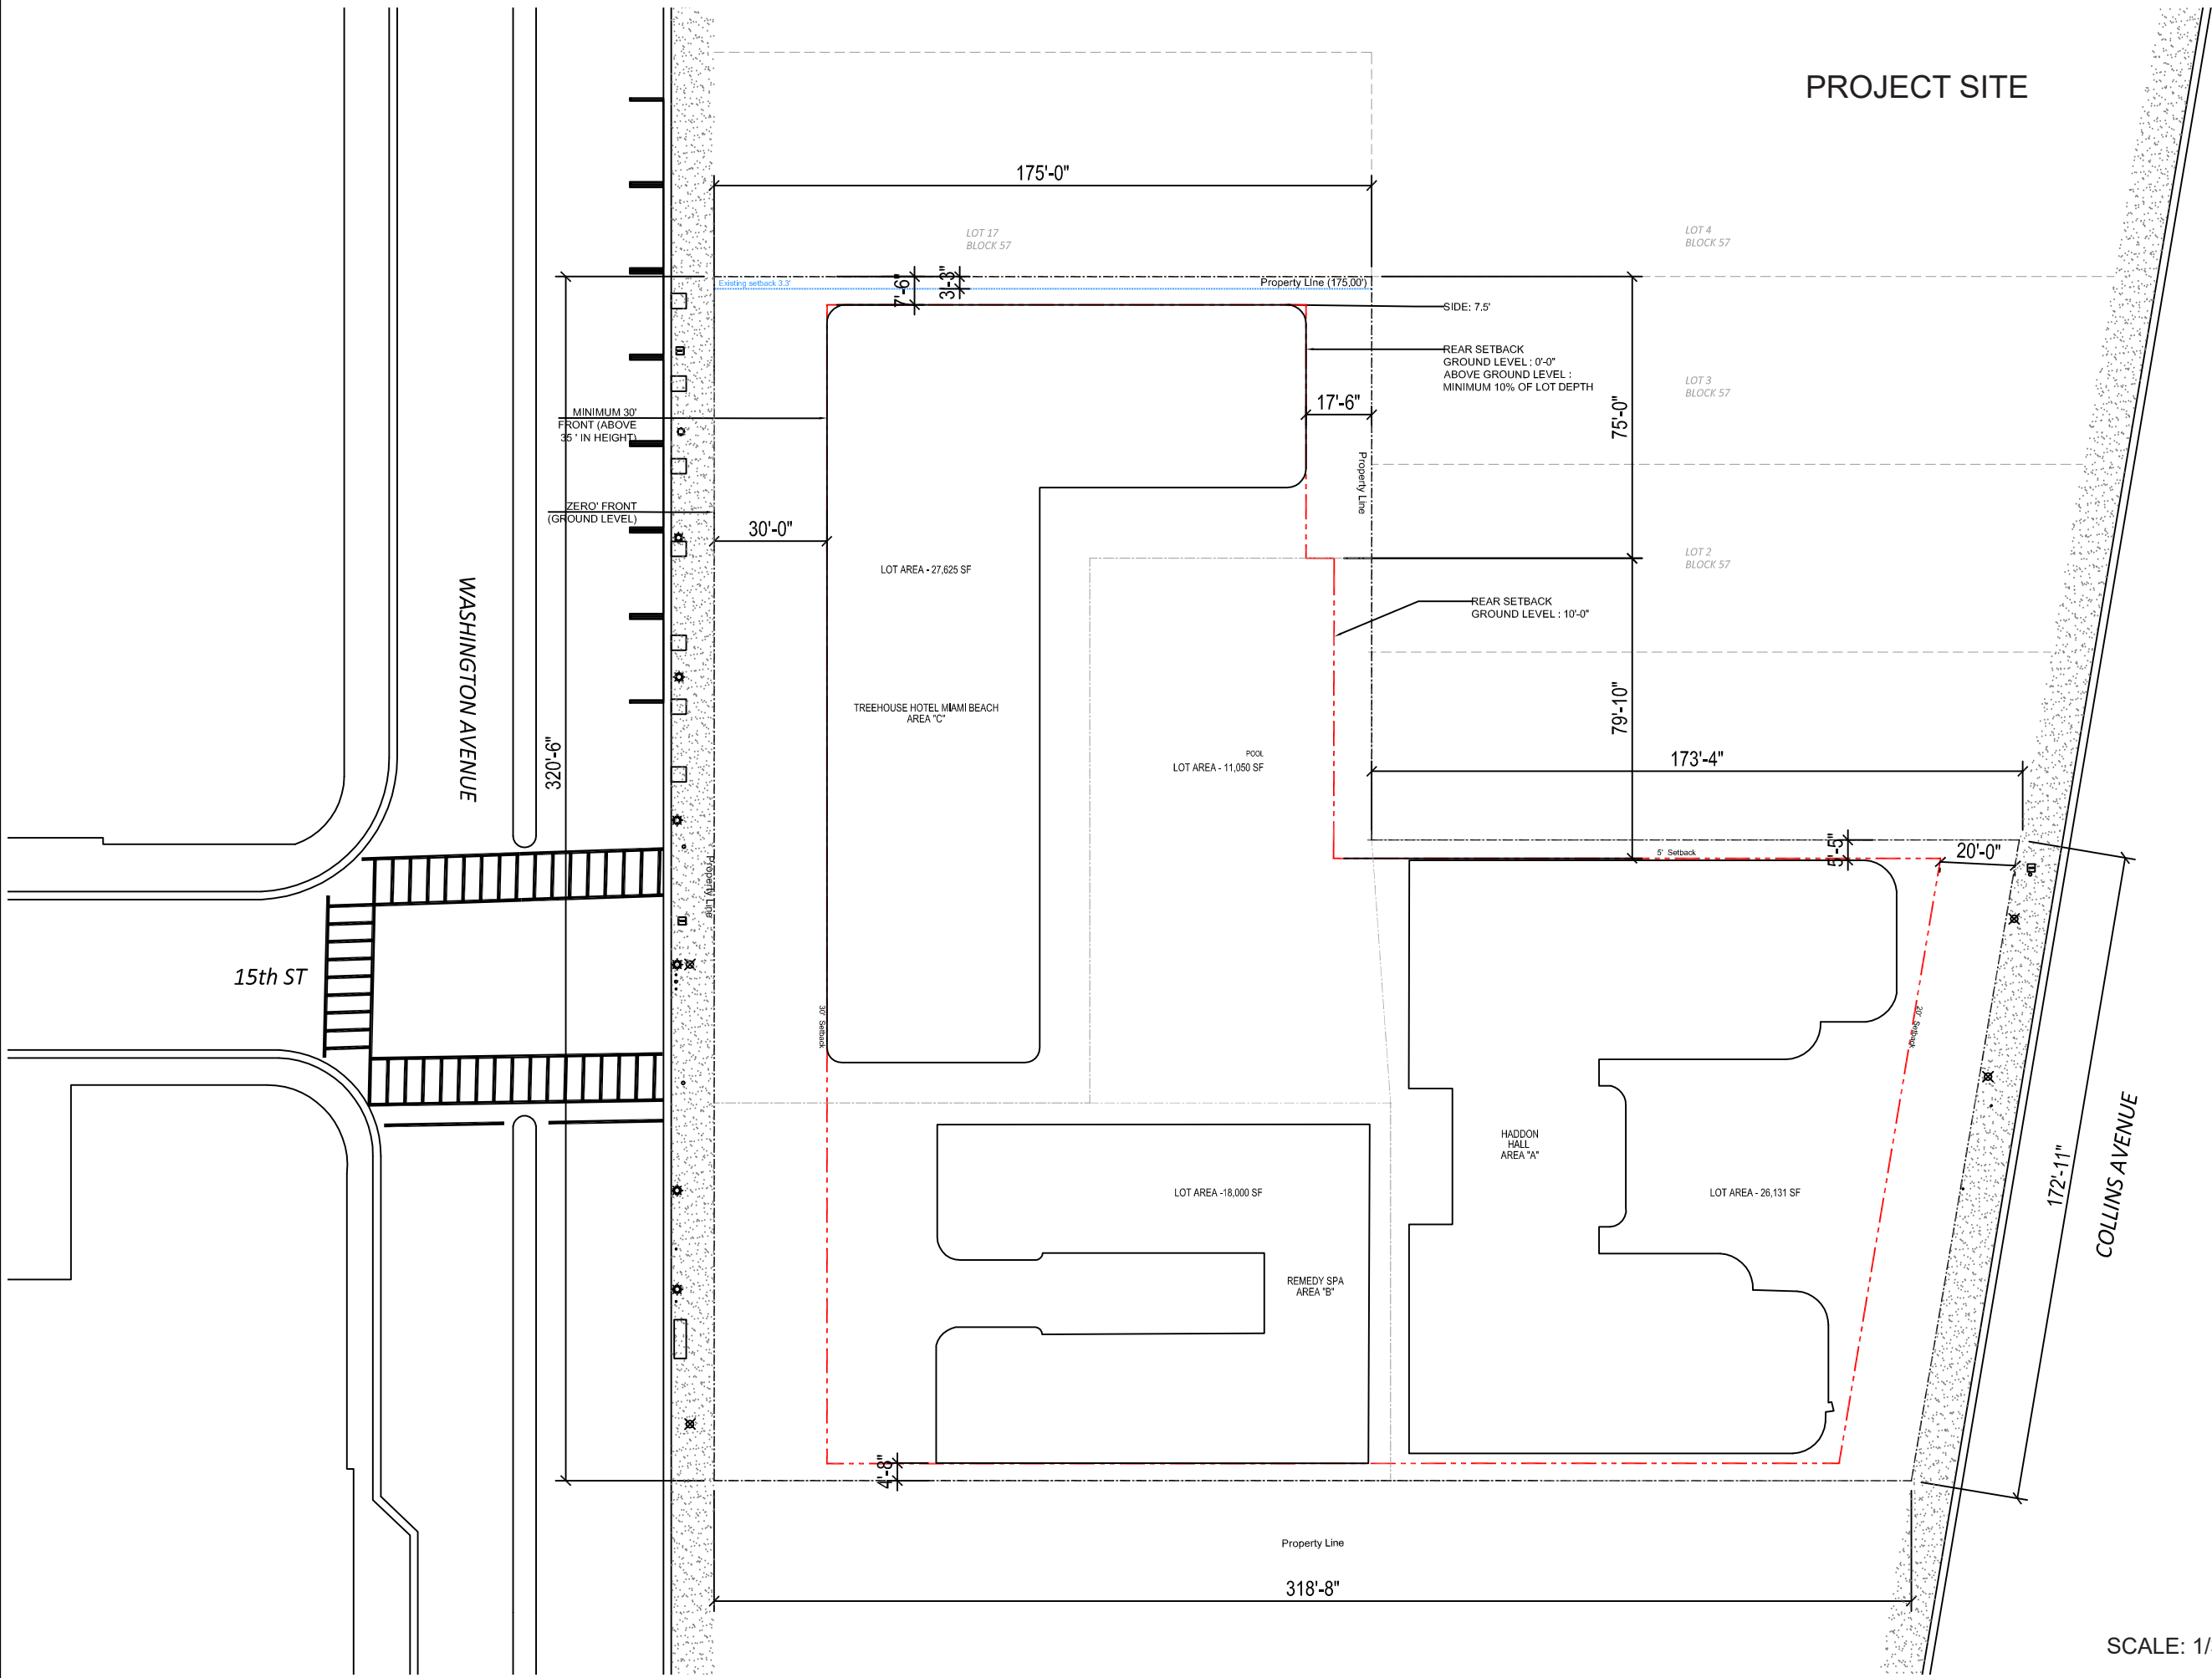 PROJECT SITE
175'-0"
LOT 17
BLOCK 57
LOT 4
BLOCK 57
Existing setback 3.3'
7'-6"
3'-3"
Property LIne (175,00')
SIDE: 7.5'
REAR SETBACK
GROUND LEVEL : 0'-0"
ABOVE GROUND LEVEL :
MINIMUM 10% OF LOT DEPTH
LOT 3
BLOCK 57
MINIMUM 30'
FRONT (ABOVE
35 ' IN HEIGHT)
17'-6"
75'-0"
Property Line
ZERO' FRONT
(GROUND LEVEL)
30'-0"
LOT 2
BLOCK 57
LOT AREA - 27,625 SF
REAR SETBACK
GROUND LEVEL : 10'-0"
WASHINGTON AVENUE
TREEHOUSE HOTEL MIAMI BEACH
AREA "C"
320'-6"
79'-10"
POOL
LOT AREA - 11,050 SF
173'-4"
Property Line
5' Setback
5'-5"
20'-0"
15th ST
30' Setback
20' Setback
HADDON
HALL
AREA "A"
172'-11"
COLLINS AVENUE
LOT AREA -18,000 SF
LOT AREA - 26,131 SF
REMEDY SPA
AREA "B"
4'-8"
Property Line
318'-8"
SCALE: 1/